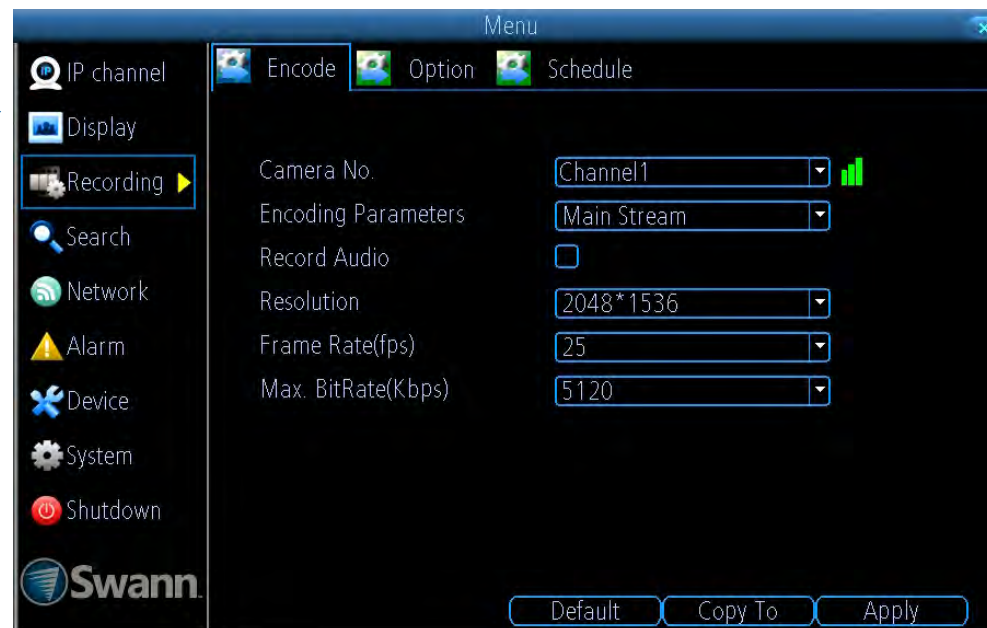 Menu
IP channel
Display
Recording
Search
Network
Alarm
Device
System
Shutdown
Swann
Encode Option Schedule
Camera No. Channel1
Encoding Parameters Main Stream
Record Audio
Resolution 2048*1536
Frame Rate(fps) 25
Max. BitRate(Kbps) 5120
Default Copy To Apply